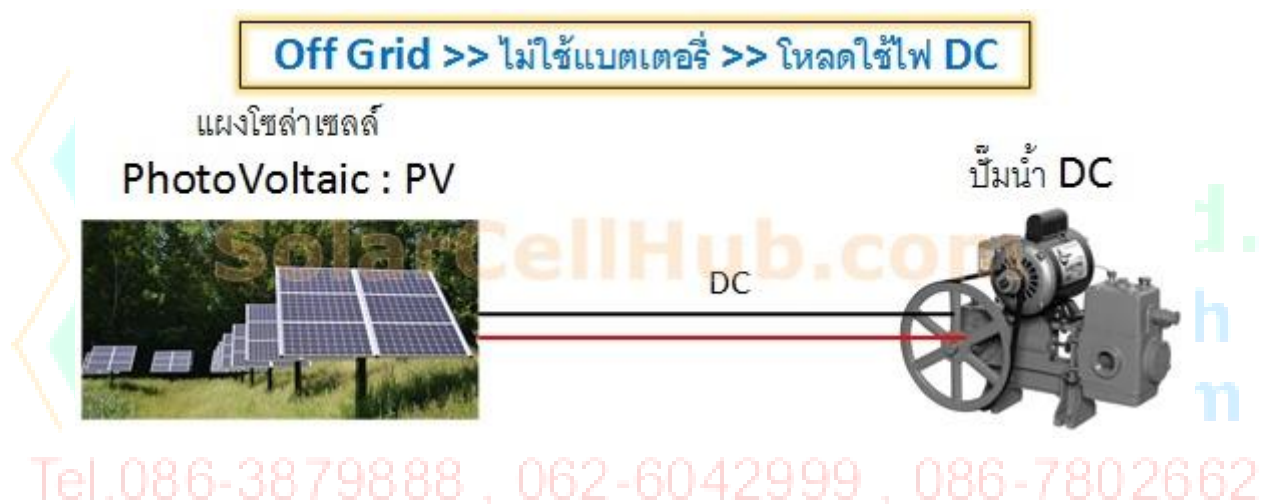 Off Grid >> ไม่ใช้แบตเตอรี่ >> โหลดใช้ไฟ DC
แผงโซล่าเซลล์
PhotoVoltaic : PV
ปั๊มน้ำ DC
SolarCellHub.com
DC
d.
h
m
Tel.086-3879888 , 062-6042999 , 086-7802662